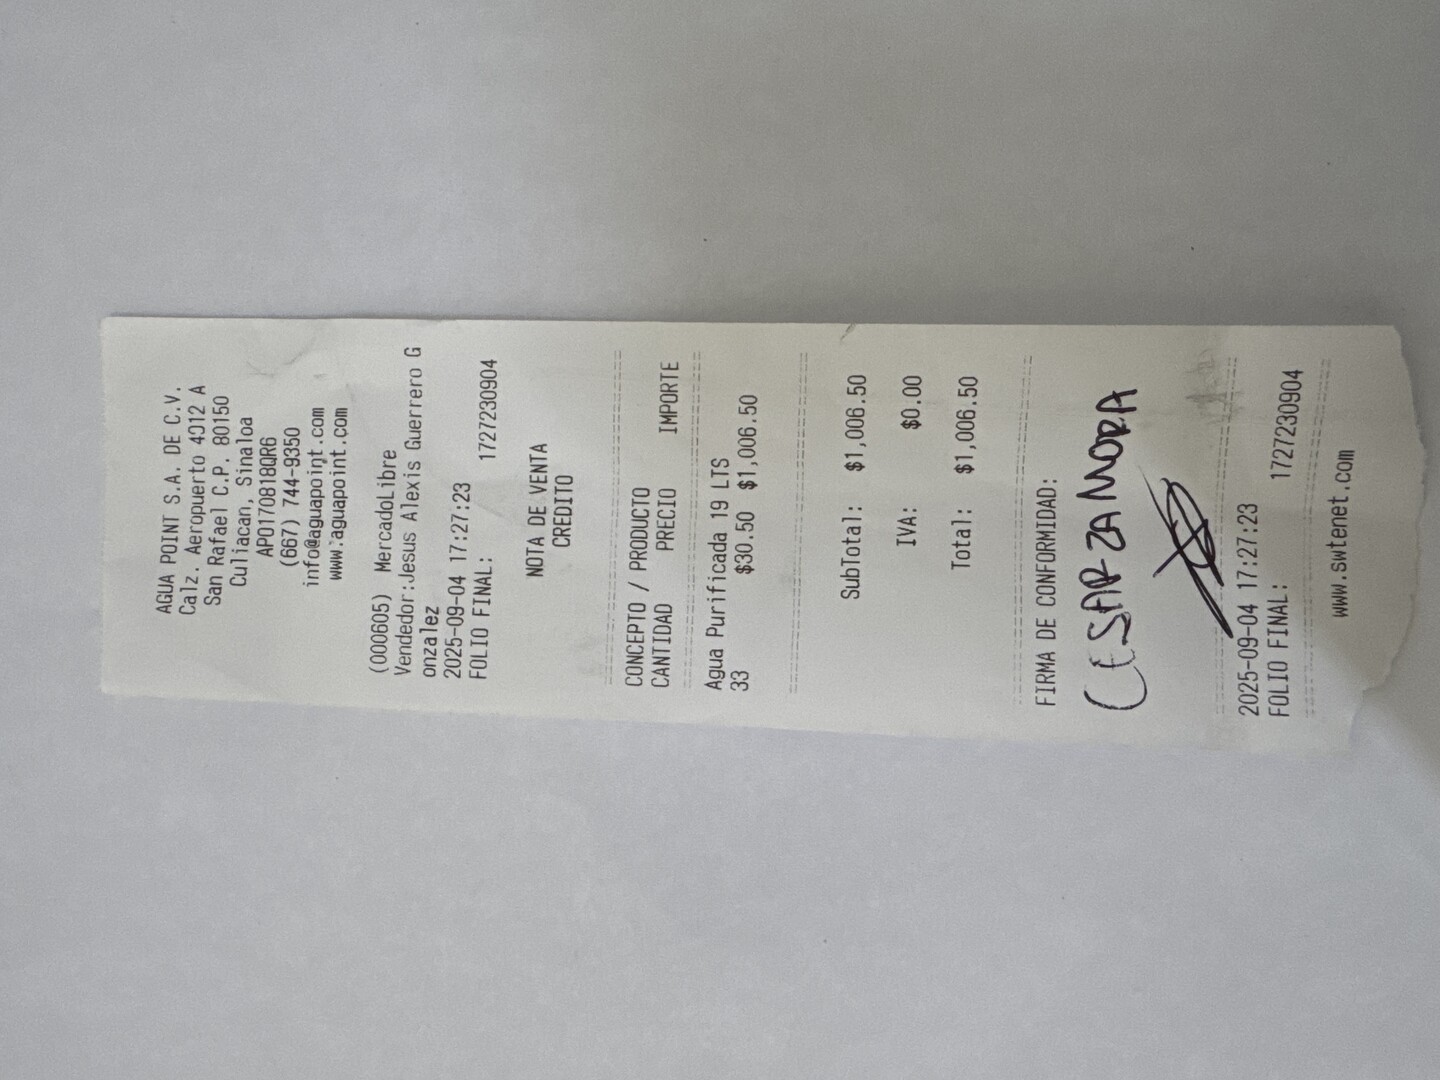 AGUA POINT S.A. DE C.V.
Calz. Aeropuerto 4012 A
San Rafael C.P. 80150
Culiacan, Sinaloa
APO170818QR6
(667) 744-9350
info@aguapoint.com
www.aguapoint.com
(000605) MercadoLibre
Vendedor:Jesus Alexis Guerrero G
onzalez
2025-09-04 17:27:23
FOLIO FINAL: 1727230904
NOTA DE VENTA
CREDITO
CONCEPTO / PRODUCTO
CANTIDAD PRECIO IMPORTE
Agua Purificada 19 LTS
33 $30.50 $1,006.50
SubTotal: $1,006.50
IVA: $0.00
Total: $1,006.50
FIRMA DE CONFORMIDAD:
CESAR ZAMORA
2025-09-04 17:27:23
FOLIO FINAL: 1727230904
www.swtenet.com